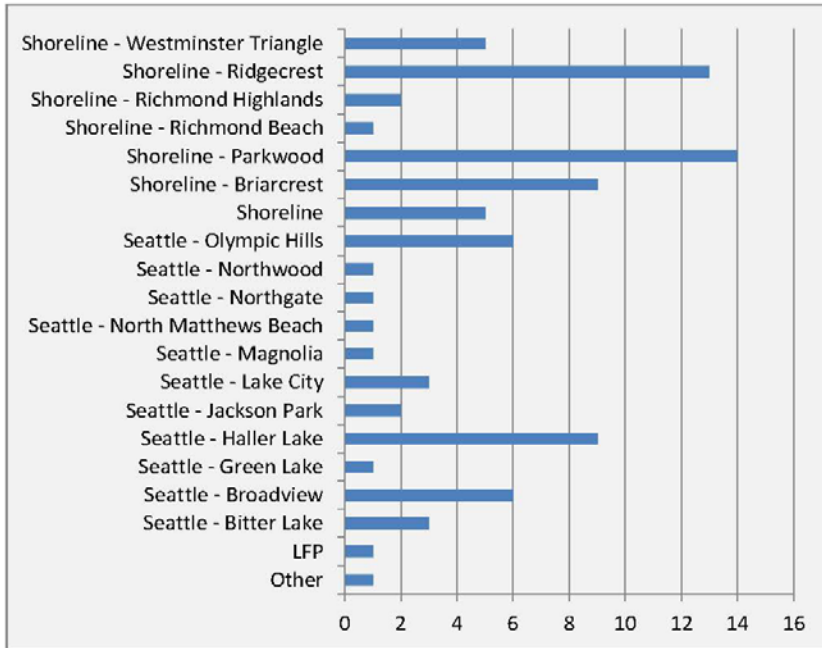 Shoreline - Westminster Triangle
Shoreline - Ridgecrest
Shoreline - Richmond Highlands
Shoreline - Richmond Beach
Shoreline - Parkwood
Shoreline - Briarcrest
Shoreline
Seattle - Olympic Hills
Seattle - Northwood
Seattle - Northgate
Seattle - North Matthews Beach
Seattle - Magnolia
Seattle - Lake City
Seattle - Jackson Park
Seattle - Haller Lake
Seattle - Green Lake
Seattle - Broadview
Seattle - Bitter Lake
LFP
Other
0 2 4 6 8 10 12 14 16